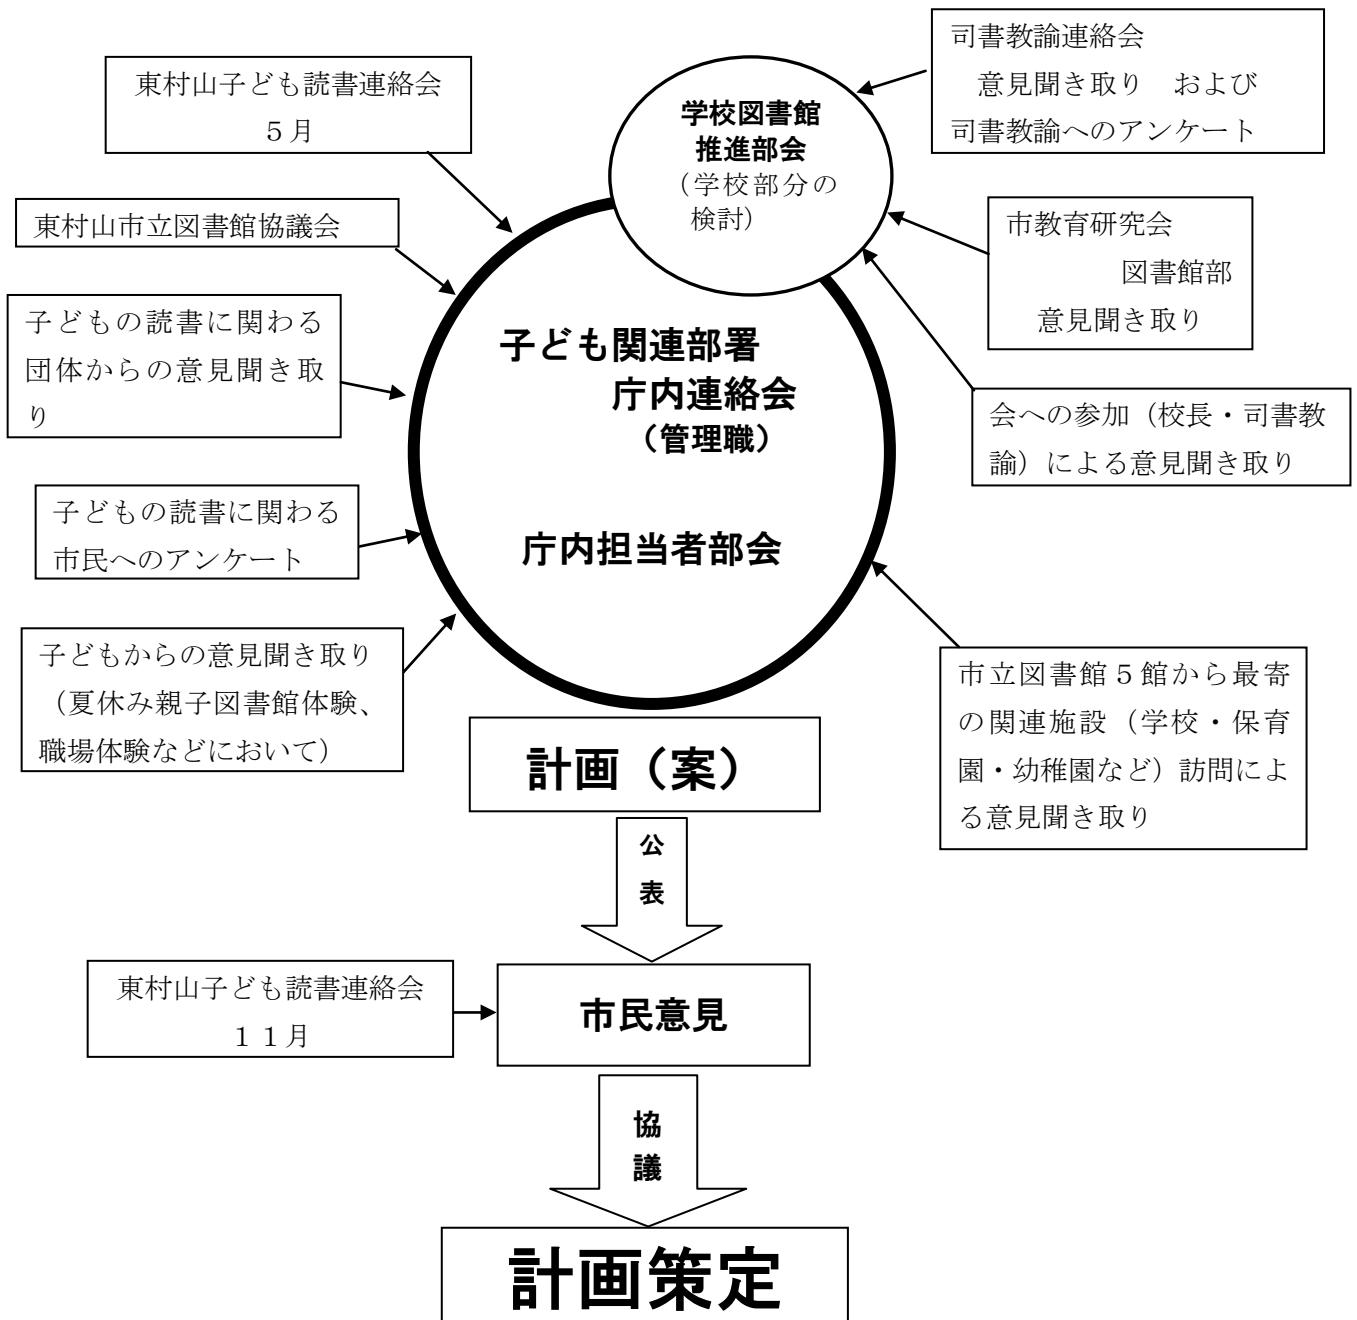 東村山子ども読書連絡会
５月
東村山市立図書館協議会
子どもの読書に関わる
団体からの意見聞き取
り
子どもの読書に関わる
市民へのアンケート
子どもからの意見聞き取り
（夏休み親子図書館体験、
職場体験などにおいて）
学校図書館
推進部会
（学校部分の
検討）
司書教諭連絡会
意見聞き取り　および
司書教諭へのアンケート
市教育研究会
図書館部
意見聞き取り
会への参加（校長・司書教
諭）による意見聞き取り
市立図書館５館から最寄
の関連施設（学校・保育
園・幼稚園など）訪問によ
る意見聞き取り
子ども関連部署
庁内連絡会
（管理職）
庁内担当者部会
計画（案）
公
表
東村山子ども読書連絡会
１１月
市民意見
協
議
計画策定